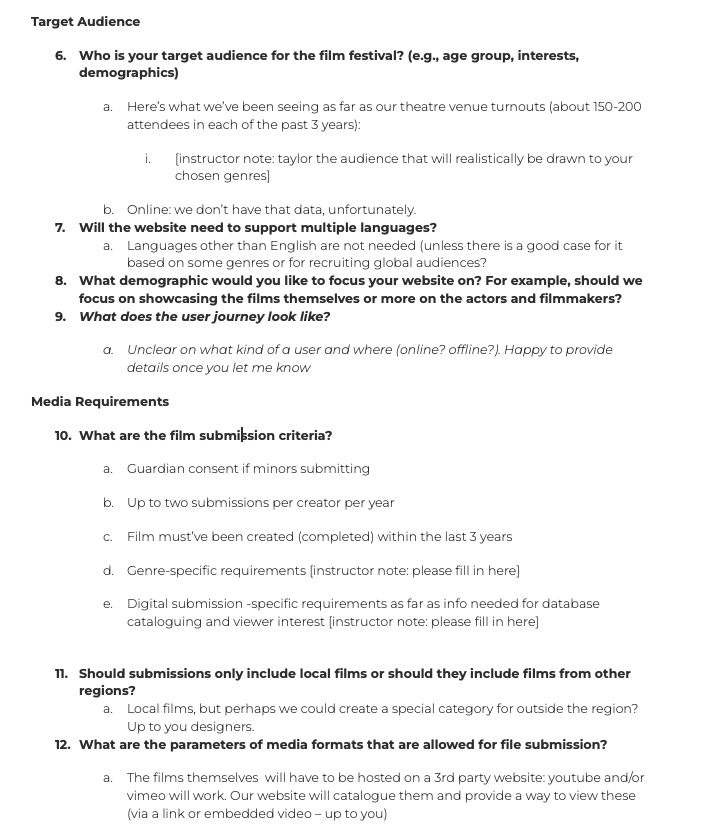 Target Audience
6. Who is your target audience for the film festival? (e.g., age group, interests,
demographics)
a. Here's what we've been seeing as far as our theatre venue turnouts (about 150-200
attendees in each of the past 3 years):
i. [instructor note: taylor the audience that will realistically be drawn to your
chosen genres]
b. Online: we don't have that data, unfortunately.
7. Will the website need to support multiple languages?
a. Languages other than English are not needed (unless there is a good case for it
based on some genres or for recruiting global audiences?
8. What demographic would you like to focus your website on? For example, should we
focus on showcasing the films themselves or more on the actors and filmmakers?
9. What does the user journey look like?
a. Unclear on what kind of a user and where (online? offline?). Happy to provide
details once you let me know
Media Requirements
10. What are the film submission criteria?
a. Guardian consent if minors submitting
b. Up to two submissions per creator per year
c. Film must've been created (completed) within the last 3 years
d. Genre-specific requirements [instructor note: please fill in here]
e. Digital submission -specific requirements as far as info needed for database
cataloguing and viewer interest [instructor note: please fill in here]
11. Should submissions only include local films or should they include films from other
regions?
a. Local films, but perhaps we could create a special category for outside the region?
Up to you designers.
12. What are the parameters of media formats that are allowed for file submission?
a. The films themselves will have to be hosted on a 3rd party website: youtube and/or
vimeo will work. Our website will catalogue them and provide a way to view these
(via a link or embedded video – up to you)